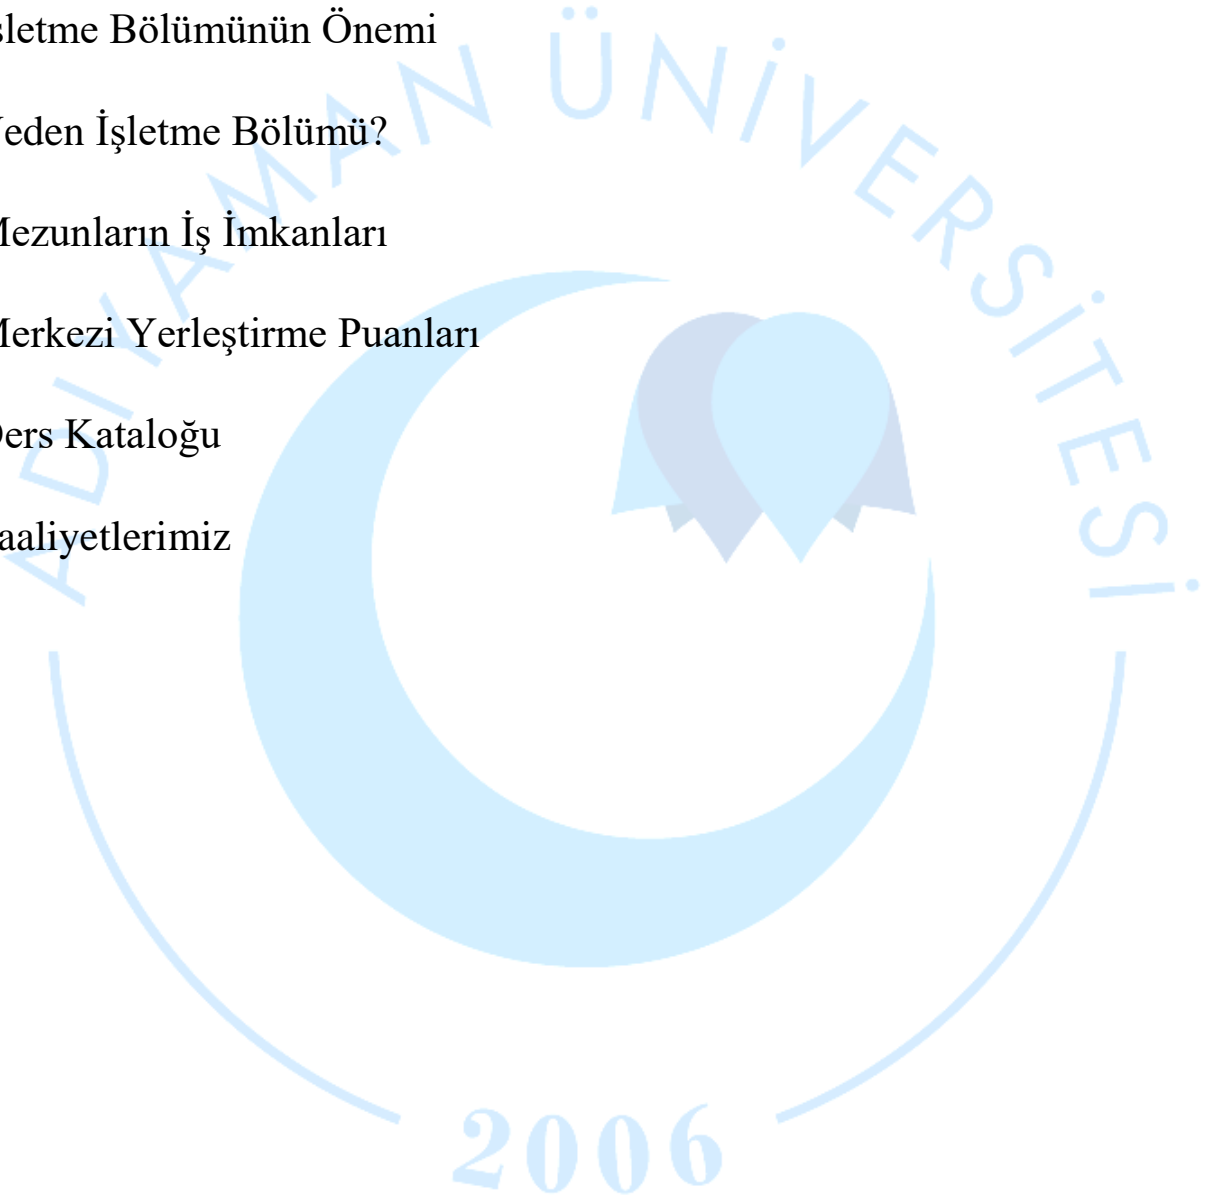 şletme Bölümünün Önemi
eden İşletme Bölümü?
ezunların İş İmkanları
erkezi Yerleştirme Puanları
ers Kataloğu
aaliyetlerimiz
ADIYAMAN ÜNİVERSİTESİ
2006